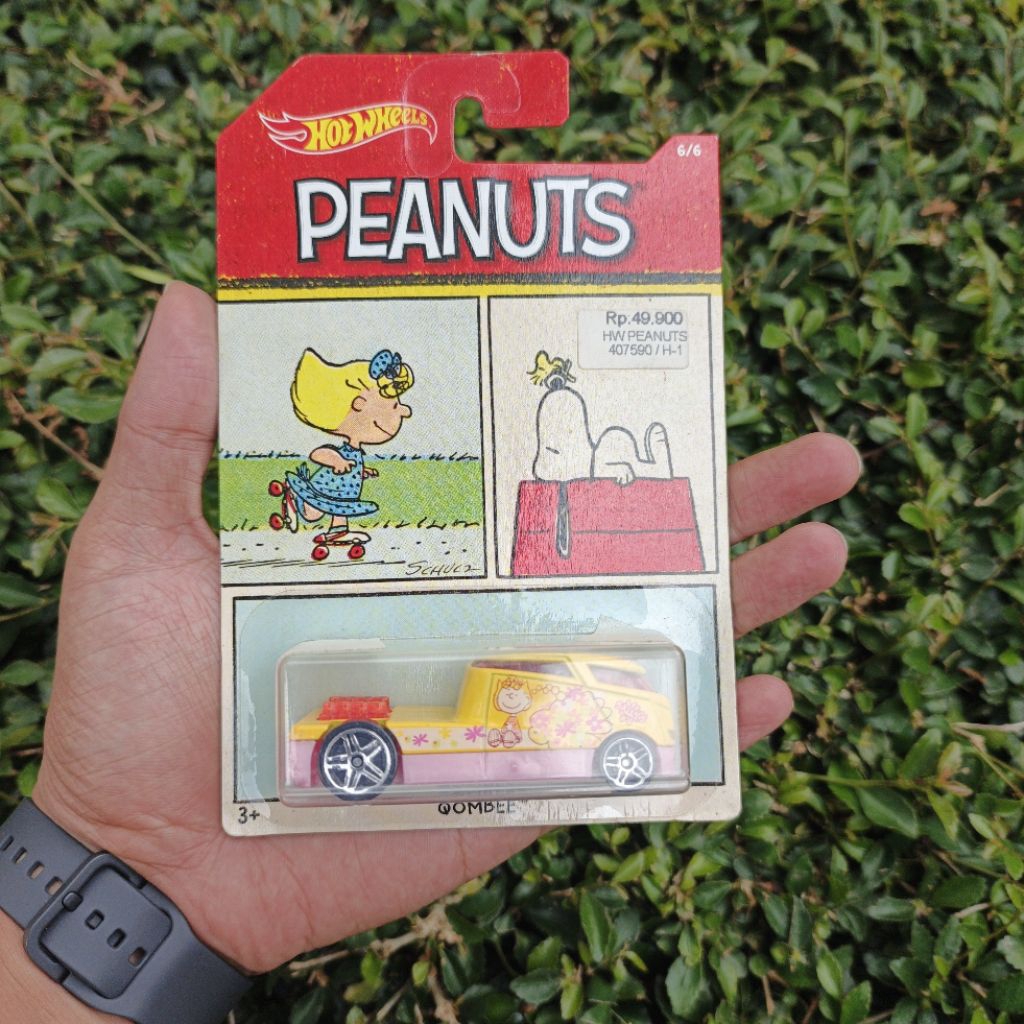 HOT WHEELS
6/6
PEANUTS
Rp.49.900
HW PEANUTS
407590 / H-1
SCHULZ
3+
QOMBEE